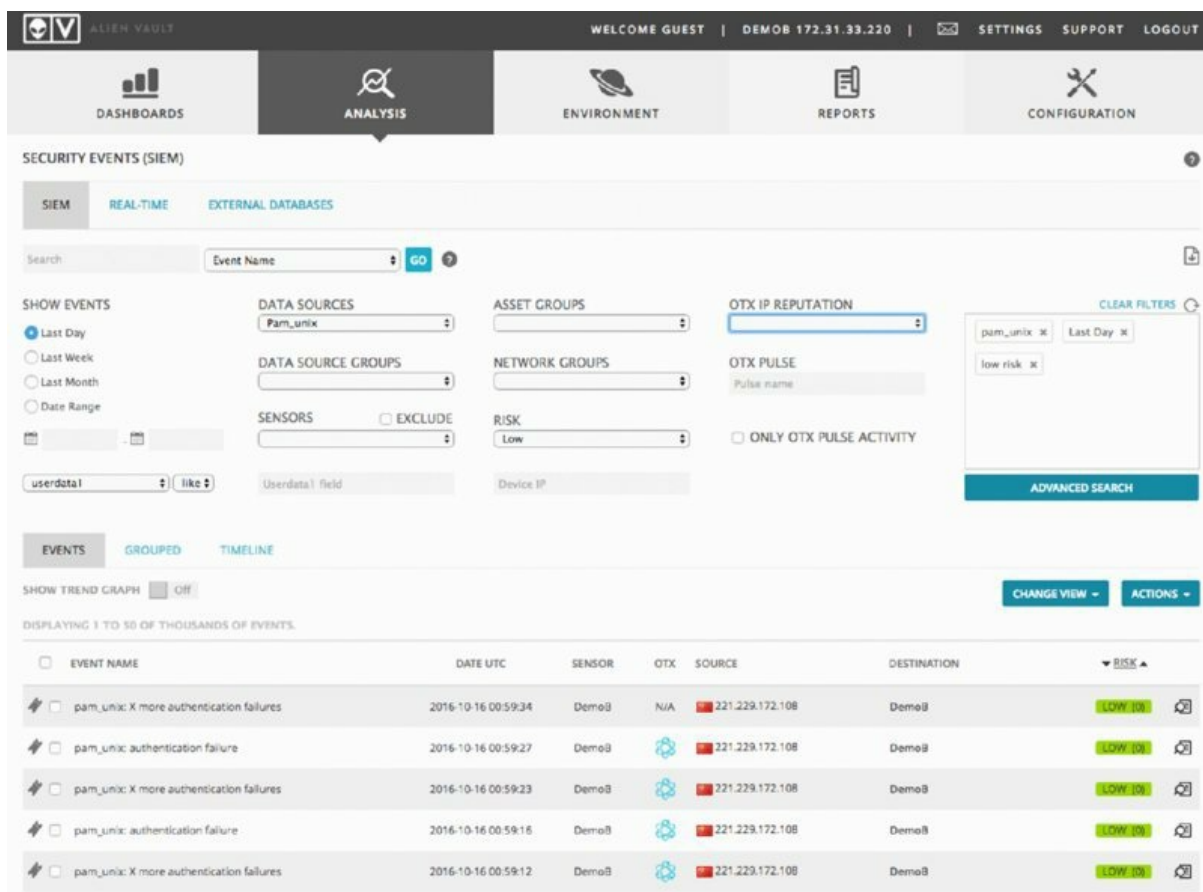 ALIEN VAULT
WELCOME GUEST | DEMOB 172.31.33.220 | SETTINGS SUPPORT LOGOUT
DASHBOARDS ANALYSIS ENVIRONMENT REPORTS CONFIGURATION
SECURITY EVENTS (SIEM)
SIEM REAL-TIME EXTERNAL DATABASES
Search Event Name GO
SHOW EVENTS DATA SOURCES ASSET GROUPS OTX IP REPUTATION CLEAR FILTERS
Last Day Pam_unix pam_unix Last Day
Last Week DATA SOURCE GROUPS NETWORK GROUPS OTX PULSE low risk
Last Month Pulse name
Date Range SENSORS EXCLUDE RISK
- Low ONLY OTX PULSE ACTIVITY
userdata1 like Userdata1 field Device IP ADVANCED SEARCH
EVENTS GROUPED TIMELINE
SHOW TREND GRAPH Off CHANGE VIEW ACTIONS
DISPLAYING 1 TO 50 OF THOUSANDS OF EVENTS.
EVENT NAME DATE UTC SENSOR OTX SOURCE DESTINATION RISK
pam_unix: X more authentication failures 2016-10-16 00:59:34 DemoB N/A 221.229.172.108 DemoB LOW (0)
pam_unix: authentication failure 2016-10-16 00:59:27 DemoB 221.229.172.108 DemoB LOW (0)
pam_unix: X more authentication failures 2016-10-16 00:59:23 DemoB 221.229.172.108 DemoB LOW (0)
pam_unix: authentication failure 2016-10-16 00:59:16 DemoB 221.229.172.108 DemoB LOW (0)
pam_unix: X more authentication failures 2016-10-16 00:59:12 DemoB 221.229.172.108 DemoB LOW (0)